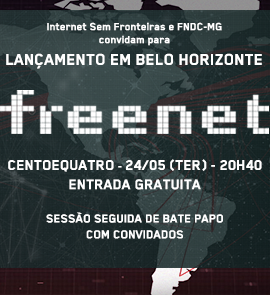 Internet Sem Fronteiras e FNDC-MG
convidam para
LANÇAMENTO EM BELO HORIZONTE
freenet
CENTOEQUATRO - 24/05 (TER) - 20H40
ENTRADA GRATUITA
SESSÃO SEGUIDA DE BATE PAPO
COM CONVIDADOS